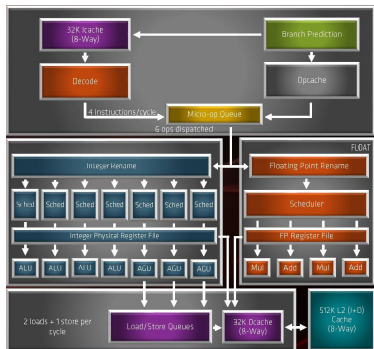 32K Icache
(8-Way)
Branch Prediction
Decode
Opcache
4 instructions/cycle
Micro-op Queue
6 ops dispatched
FLOAT
Integer Rename
Floating Point Rename
Sched
Sched
Sched
Sched
Sched
Sched
Sched
Scheduler
Integer Physical Register File
FP Register File
ALU
ALU
ALU
ALU
AGU
AGU
AGU
Mul
Add
Mul
Add
2 loads + 1 store per
cycle
Load/Store Queues
32K Dcache
(8-Way)
512K L2 (I+D)
Cache
(8-Way)